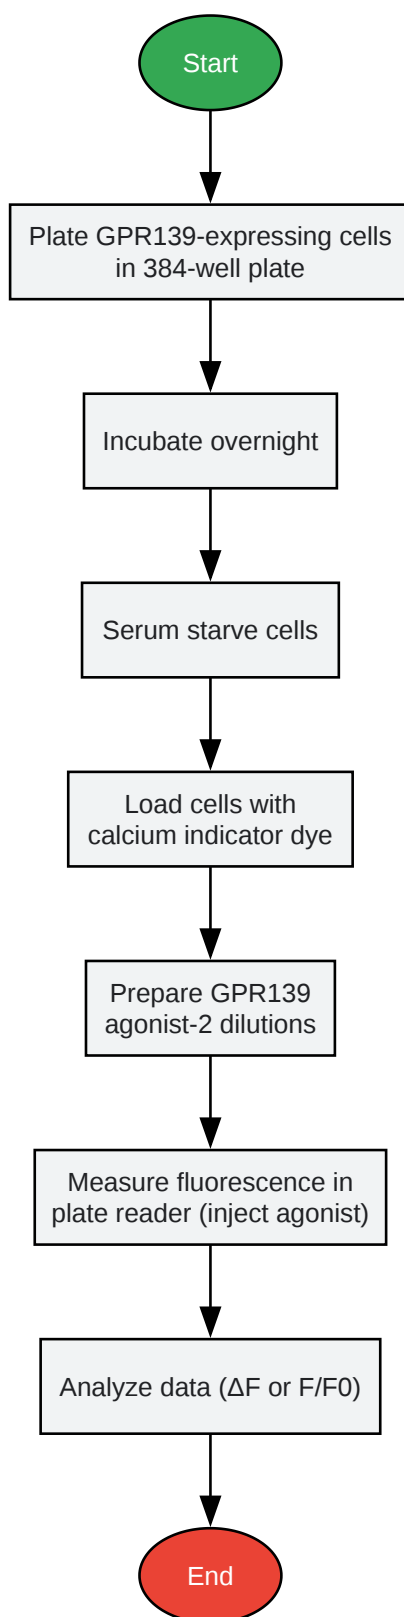 Start
Plate GPR139-expressing cells
in 384-well plate
Incubate overnight
Serum starve cells
Load cells with
calcium indicator dye
Prepare GPR139
agonist-2 dilutions
Measure fluorescence in
plate reader (inject agonist)
Analyze data (ΔF or F/F0)
End